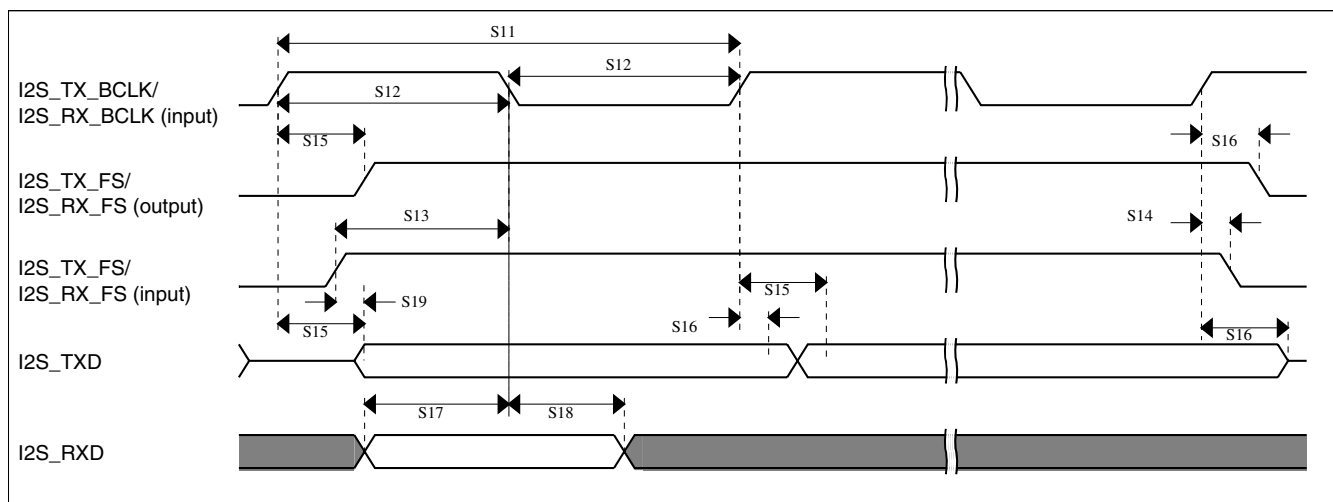 S11
S12
I2S_TX_BCLK/
I2S_RX_BCLK (input)
S12
S15
S16
I2S_TX_FS/
I2S_RX_FS (output)
S13
S14
I2S_TX_FS/
I2S_RX_FS (input)
S15
S19
S15
S16
S16
I2S_TXD
S17
S18
I2S_RXD